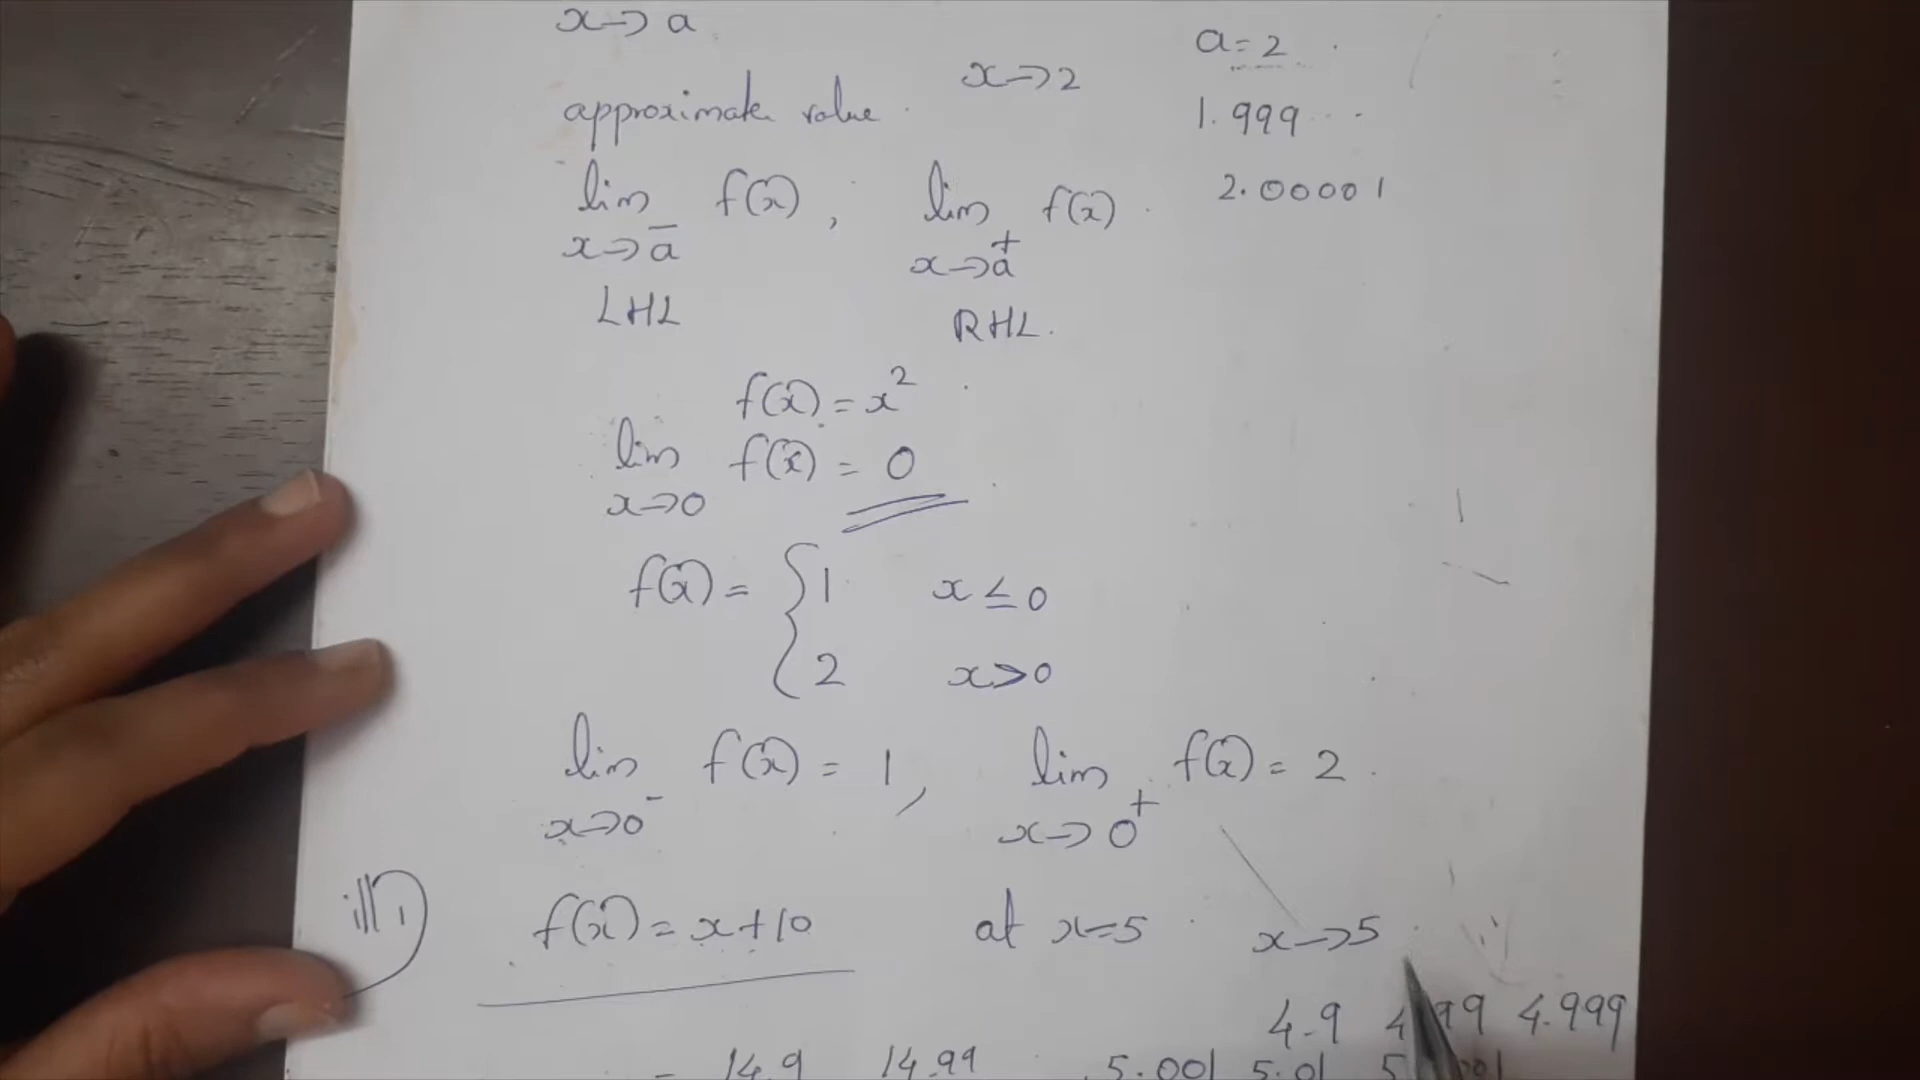 x→a
a=2
approximate value. x→2
1.999...
2.00001
lim f(x) ; lim f(x)
x→a⁻ x→a⁺
LHL RHL.
f(x) = x²
lim f(x) = 0
x→0
f(x) = { 1 x ≤ 0
2 x > 0
lim f(x) = 1, lim f(x) = 2
x→0⁻ x→0⁺
ill1) f(x) = x+10 at x=5 x→5
4.9 4.999
= 14.9 14.99 5.001 5.01